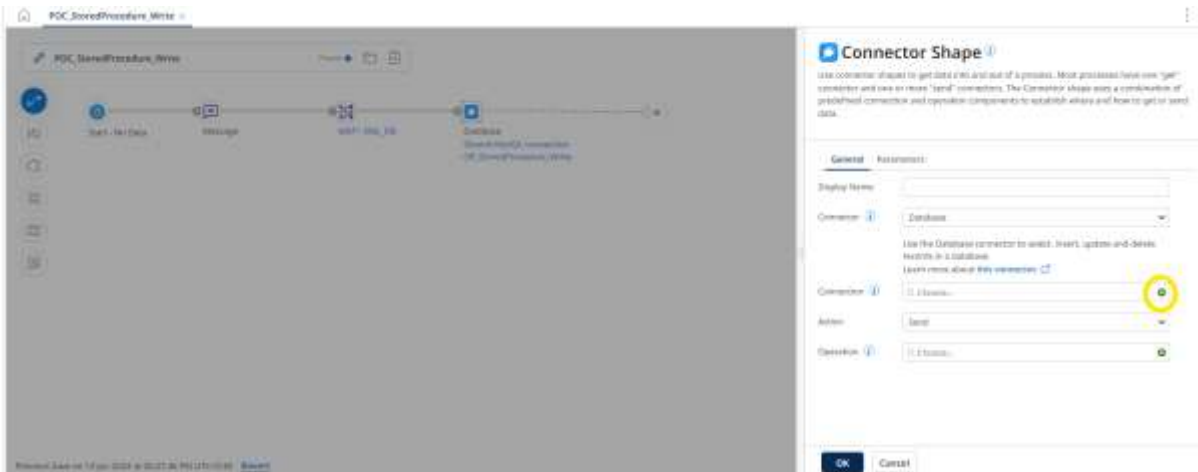 POC_StoredProcedure_Write
POC_StoredProcedure_Write
Start - No Data
Message
Database
Connector Shape
Use connector shapes to get data into and out of a process. Most processes have one "get"
connector and one or more "send" connectors. The Connector shape uses a combination of
predefined connection and operation components to establish where and how to get or send
data.
General Parameters
Display Name
Connector
Database
Use the Database connector to select, insert, update and delete
records in a database.
Learn more about this connector
Connection
Choose...
Action
Send
Operation
Choose...
Revert
OK Cancel